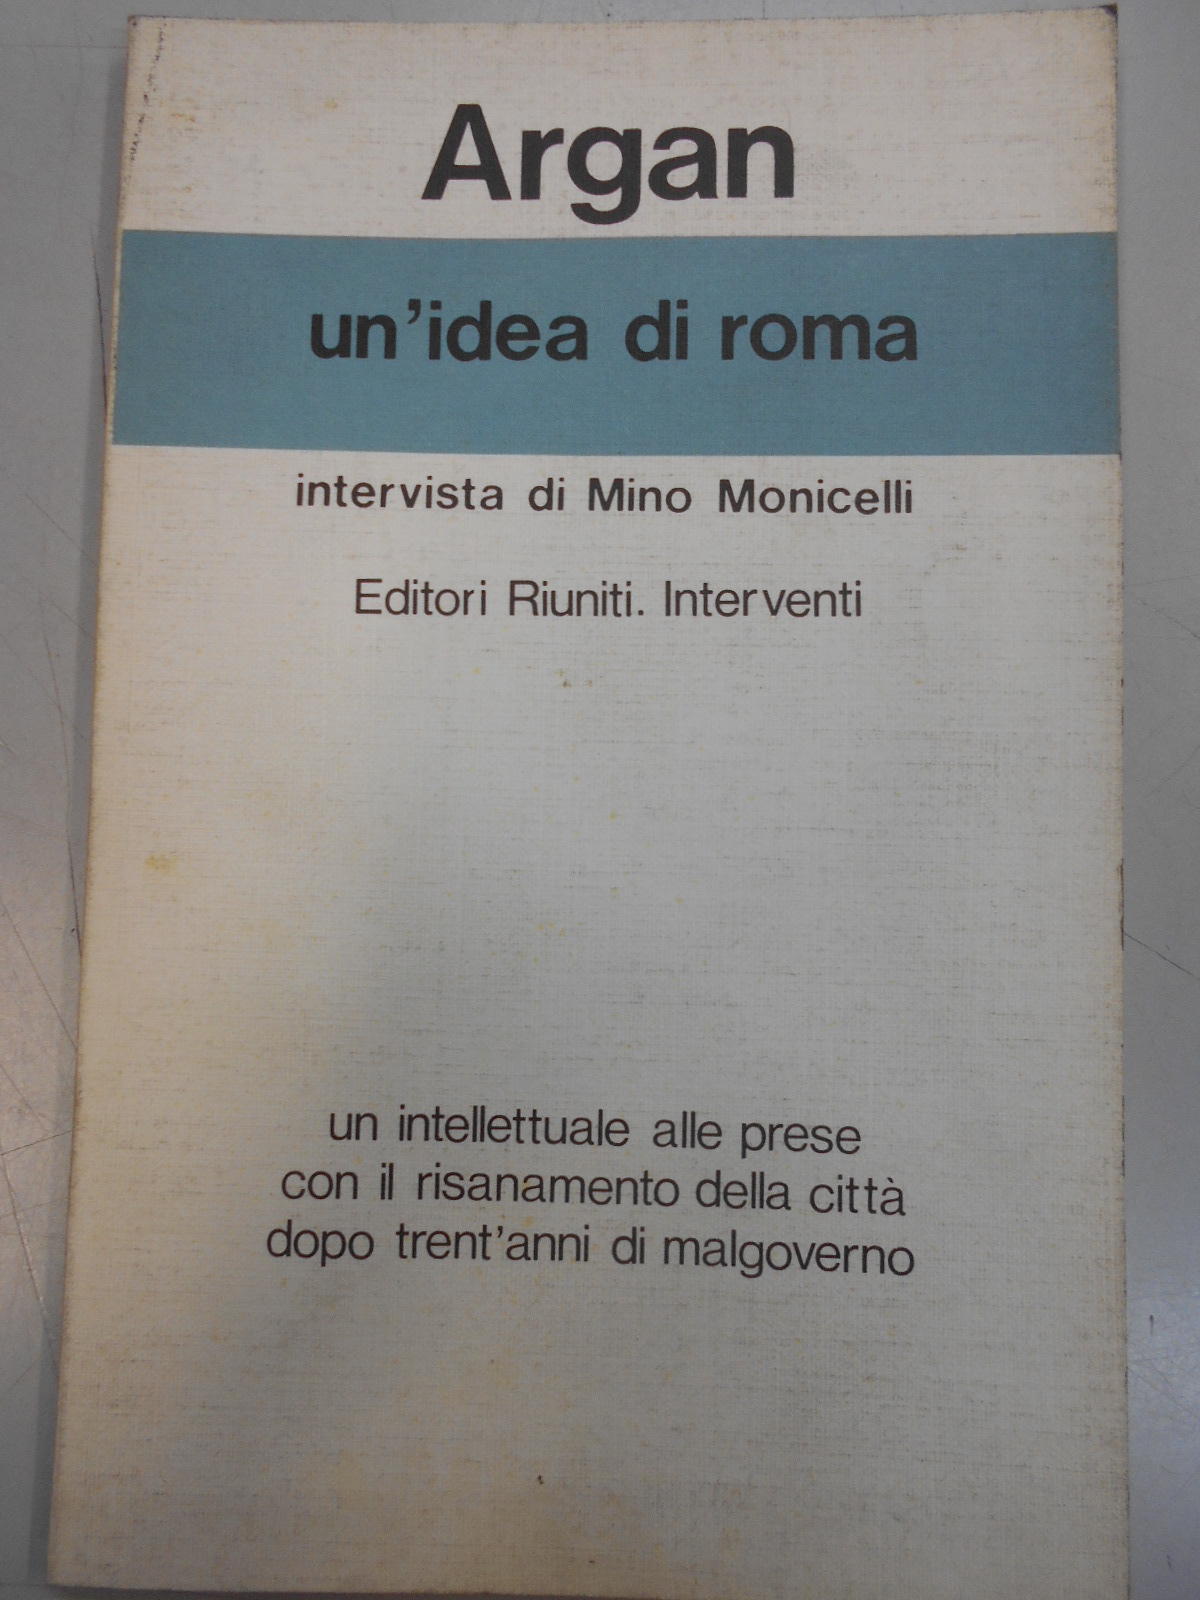 Argan
un'idea di roma
intervista di Mino Monicelli
Editori Riuniti. Interventi
un intellettuale alle prese
con il risanamento della città
dopo trent'anni di malgoverno